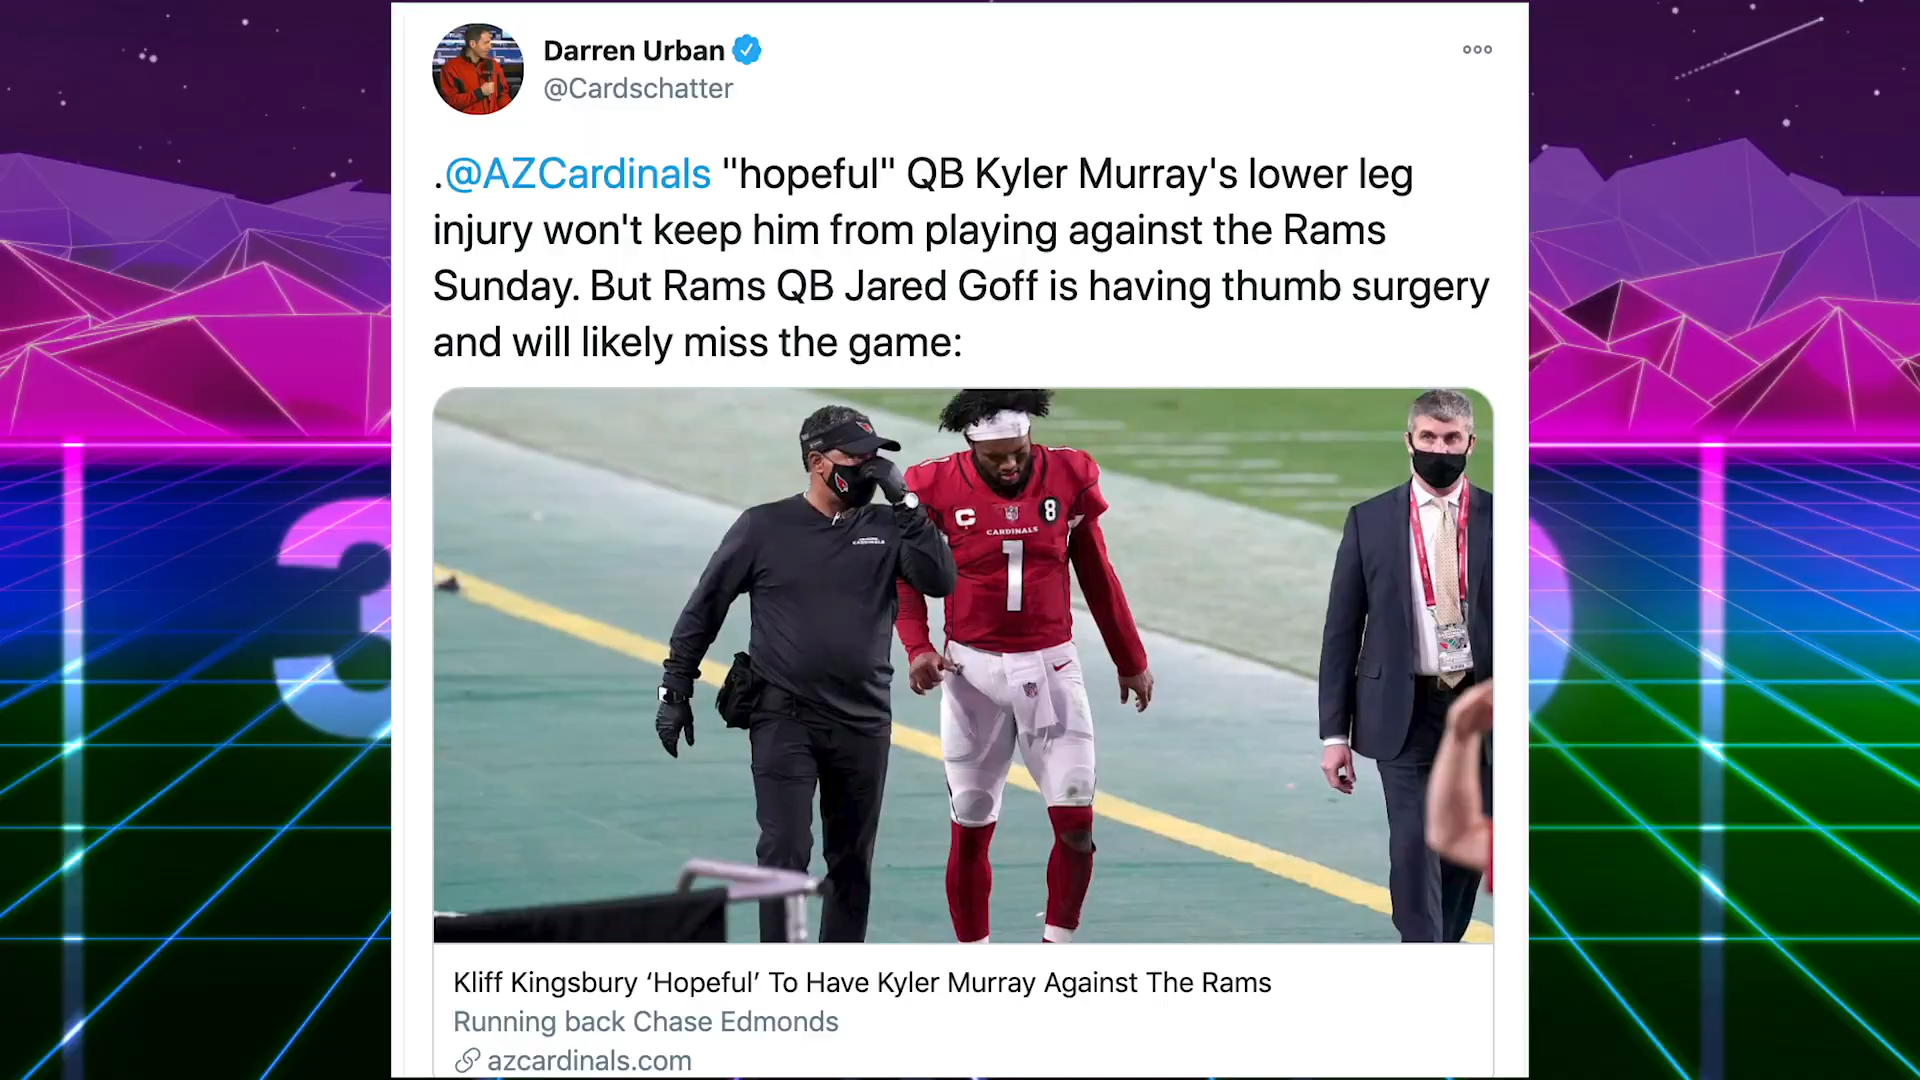 Darren Urban
@Cardschatter
.@AZCardinals "hopeful" QB Kyler Murray's lower leg
injury won't keep him from playing against the Rams
Sunday. But Rams QB Jared Goff is having thumb surgery
and will likely miss the game:
C
8
CARDINALS
1
Kliff Kingsbury ‘Hopeful’ To Have Kyler Murray Against The Rams
Running back Chase Edmonds
azcardinals.com
3